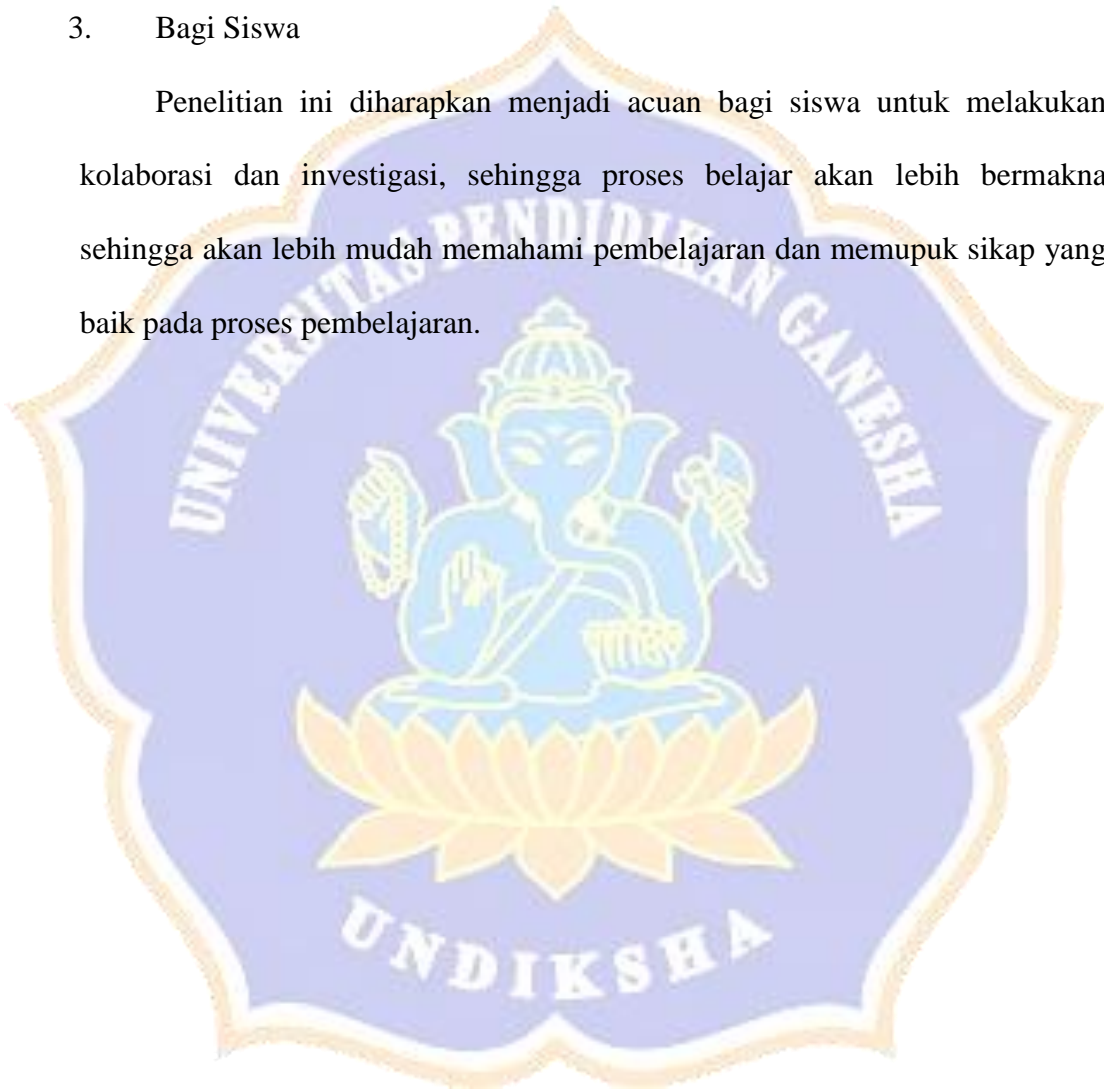 3. Bagi Siswa
Penelitian ini diharapkan menjadi acuan bagi siswa untuk melakukan
kolaborasi dan investigasi, sehingga proses belajar akan lebih bermakna
sehingga akan lebih mudah memahami pembelajaran dan memupuk sikap yang
baik pada proses pembelajaran.
UNIVERSITAS PENDIDIKAN GANESHA
UNDIKSHA